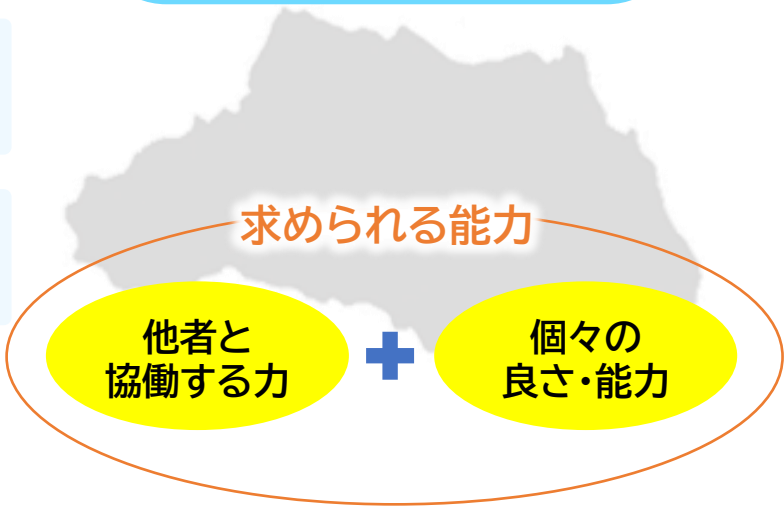 求められる能力
他者と
協働する力
個々の
良さ・能力